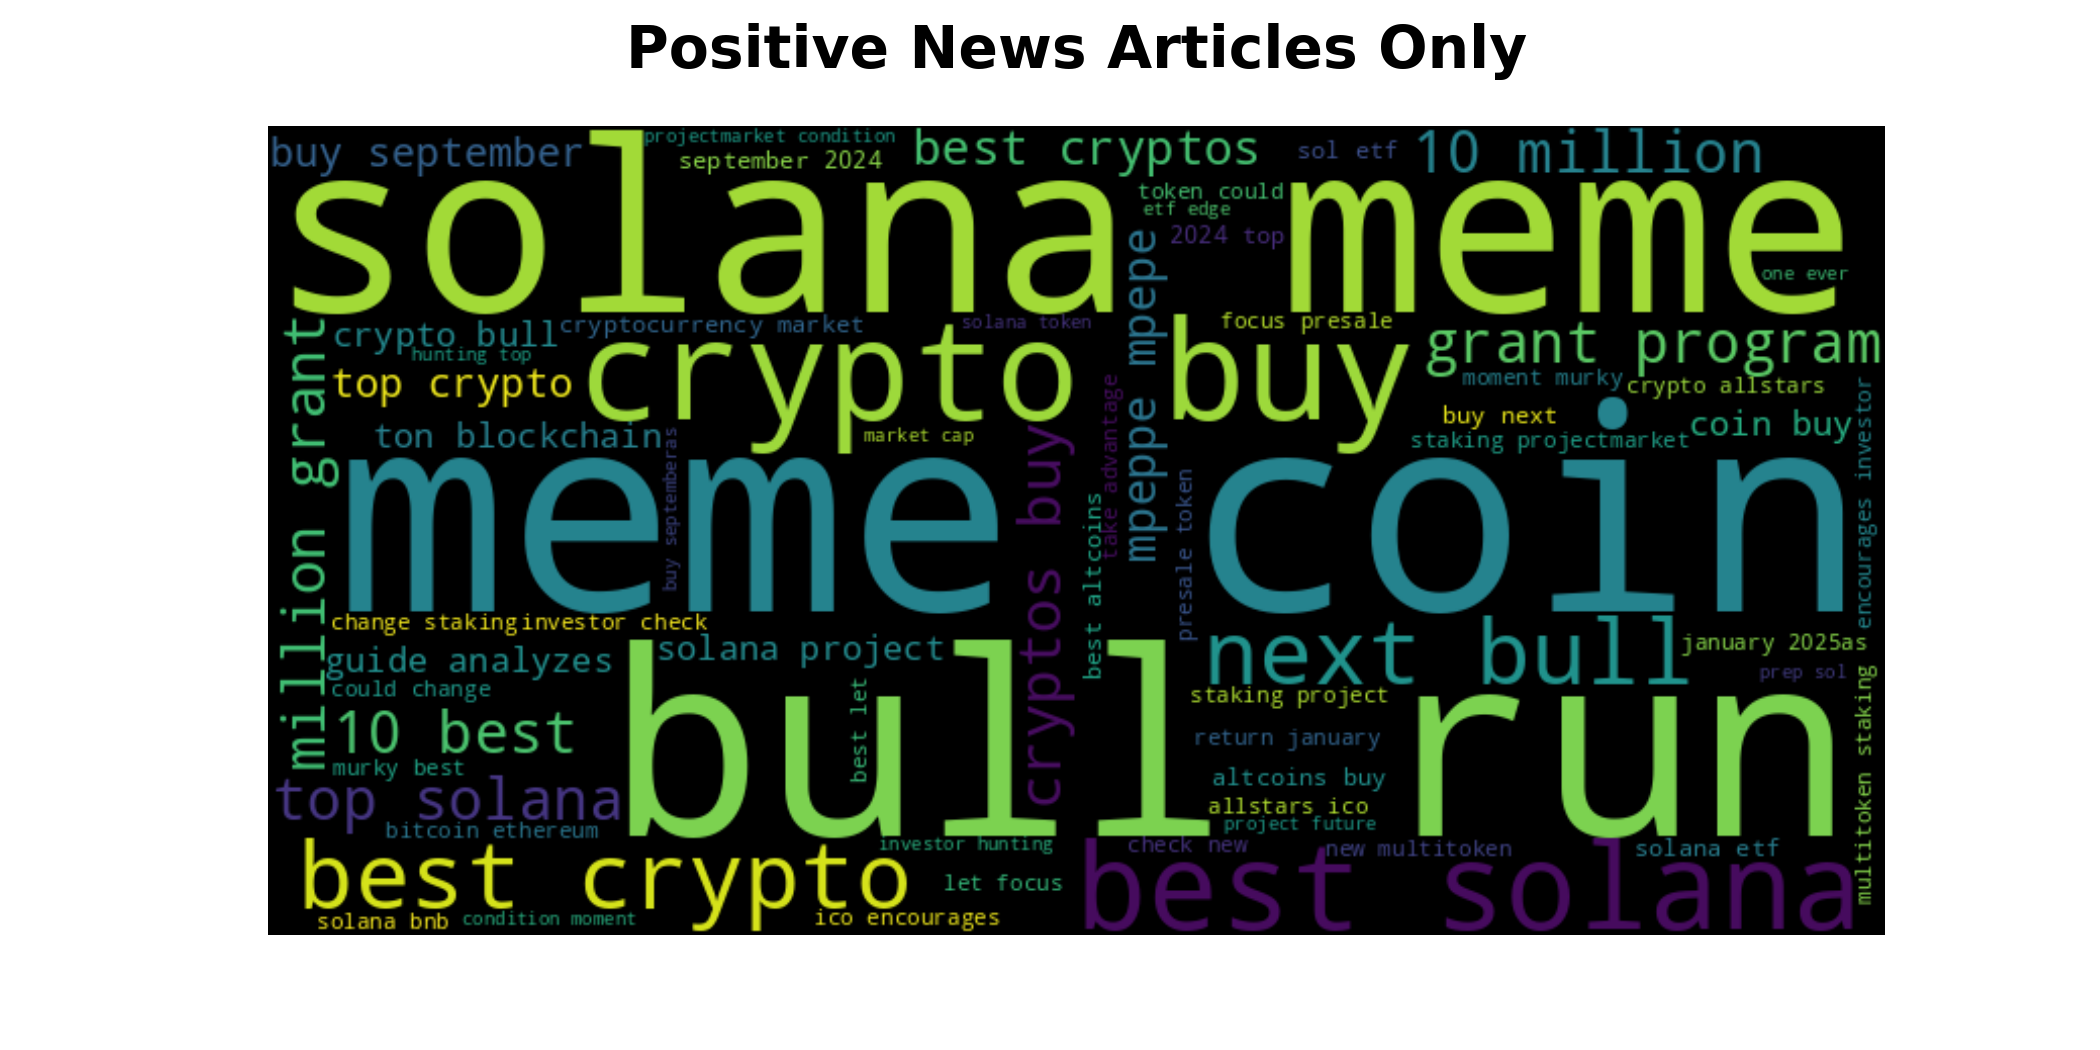 Positive News Articles Only
buy september
projectmarket condition
september 2024
best cryptos
sol etf
10 million
solana meme
token could
etf edge
2024 top
one ever
million grant
crypto bull
cryptocurrency market
hunting top
solana token
top crypto
crypto buy
mpeppe mpepe
focus presale
grant program
moment murky
crypto allstars
buy next
coin buy
staking projectmarket
ton blockchain
market cap
take advantage
cryptos buy
buy septemberas
best altcoins
presale token
encourages investor
meme coin
change staking
investor check
guide analyzes
solana project
next bull
january 2025as
could change
prep sol
staking project
bull run
10 best
best let
return january
murky best
altcoins buy
top solana
allstars ico
multitoken staking
bitcoin ethereum
project future
investor hunting
check new
new multitoken
solana etf
best crypto
let focus
best solana
solana bnb
condition moment
ico encourages